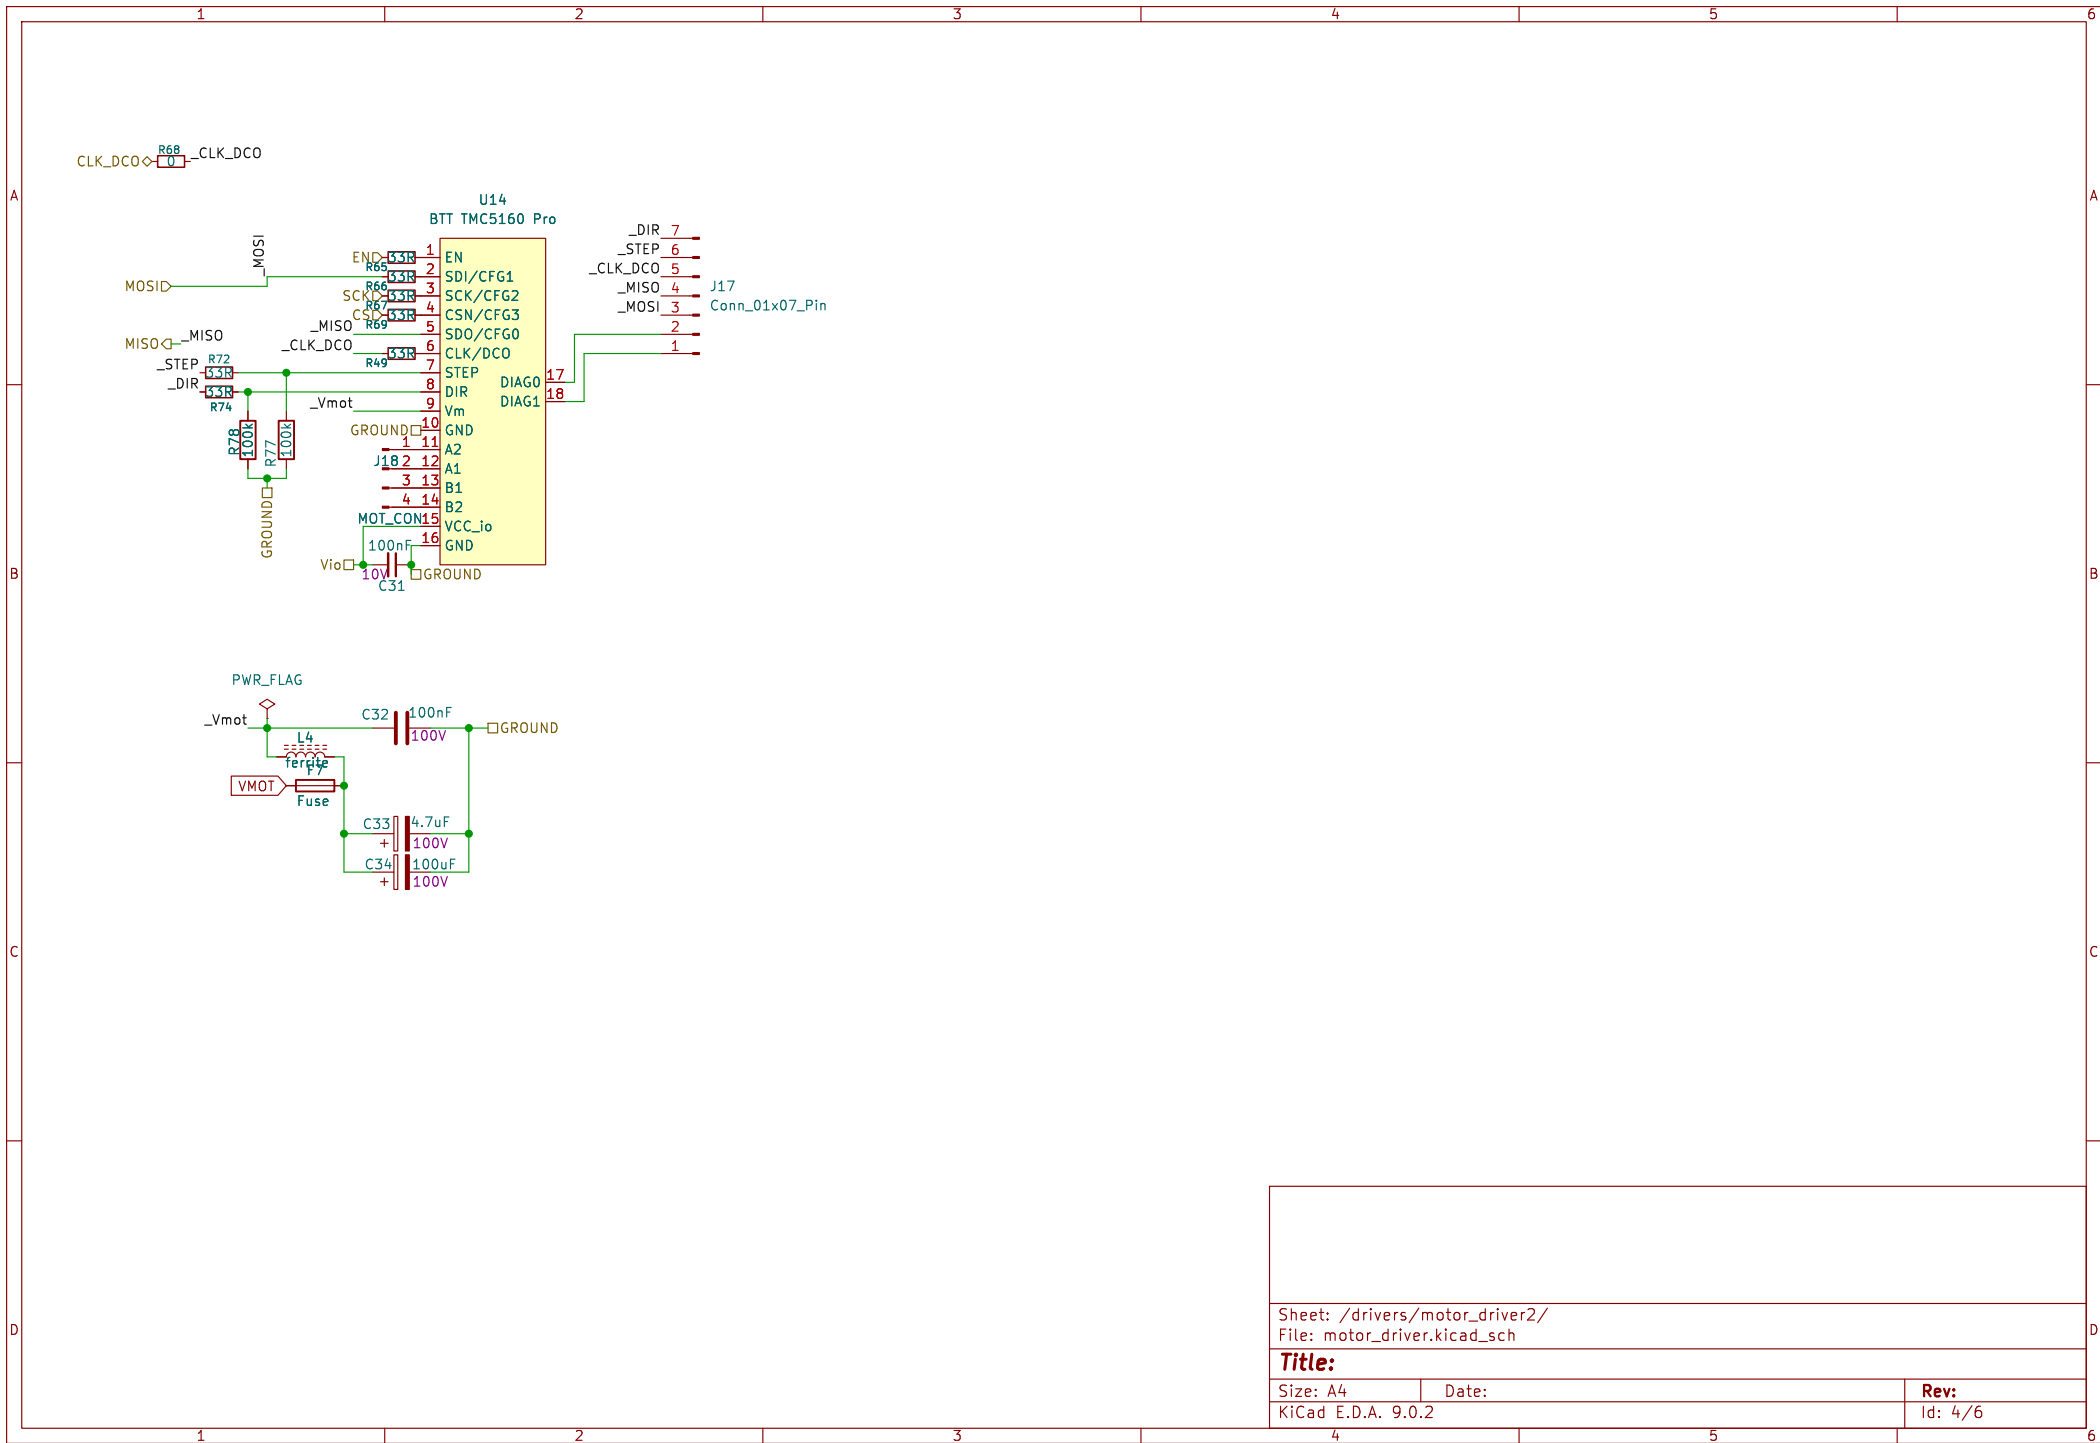 1 2 3 4 5 6
A A
B B
C C
D D
1 2 3 4 5 6
CLK_DCO
R68
0
_CLK_DCO
U14
BTT TMC5160 Pro
_MOSI
MOSI
MISO
_MISO
EN
33R
R65
33R
R66
SCK
33R
R67
CS
33R
R69
_MISO
_CLK_DCO
33R
R49
_STEP
R72
33R
_DIR
33R
R74
_Vmot
GROUND
R78
100k
R77
100k
GROUND
1 EN
2 SDI/CFG1
3 SCK/CFG2
4 CSN/CFG3
5 SDO/CFG0
6 CLK/DCO
7 STEP
8 DIR
9 Vm
10 GND
1 11 A2
J18 2 12 A1
3 13 B1
4 14 B2
MOT_CON 15 VCC_io
16 GND
DIAG0 17
DIAG1 18
100nF
Vio
10V
C31
GROUND
_DIR 7
_STEP 6
_CLK_DCO 5
_MISO 4
_MOSI 3
2
1
J17
Conn_01x07_Pin
PWR_FLAG
_Vmot
C32
100nF
100V
GROUND
L4
ferrite
F7
VMOT
Fuse
C33
4.7uF
+
100V
C34
100uF
+
100V
Sheet: /drivers/motor_driver2/
File: motor_driver.kicad_sch
Title:
Size: A4 Date: Rev:
KiCad E.D.A. 9.0.2 Id: 4/6